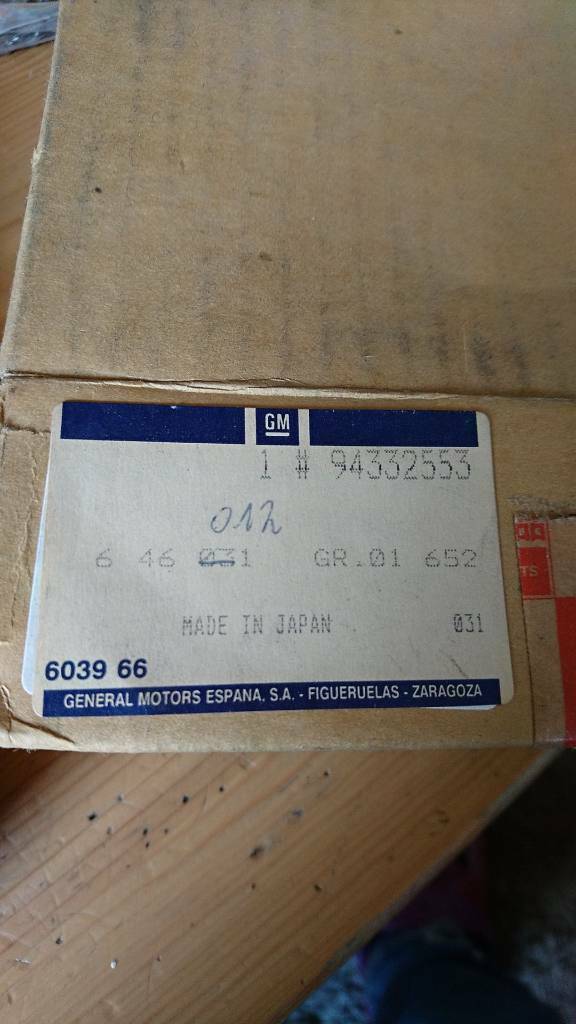 GM
1 # 94332553
012
6 46 031 GR.01 652
MADE IN JAPAN 031
6039 66
GENERAL MOTORS ESPANA, S.A. - FIGUERUELAS - ZARAGOZA
TS